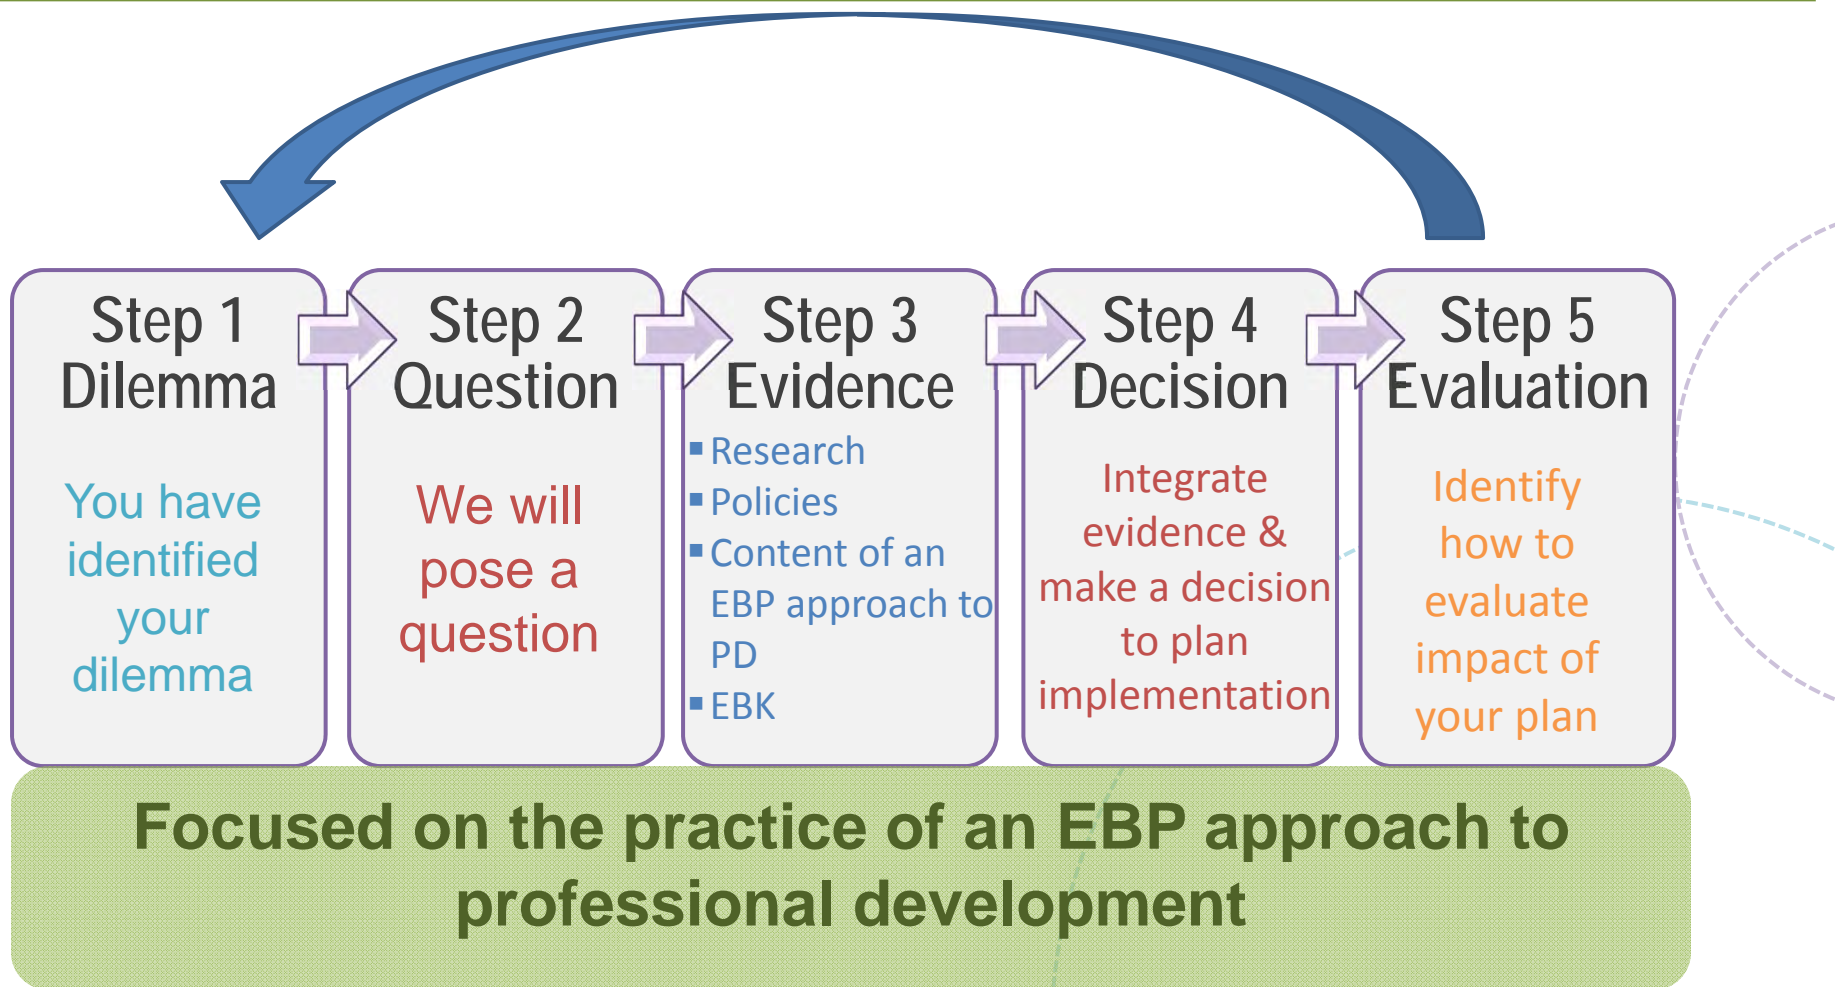 Step 1
Dilemma
You have
identified
your
dilemma
Step 2
Question
We will
pose a
question
Step 3
Evidence
▪ Research
▪ Policies
▪ Content of an
EBP approach to
PD
▪ EBK
Step 4
Decision
Integrate
evidence &
make a decision
to plan
implementation
Step 5
Evaluation
Identify
how to
evaluate
impact of
your plan
Focused on the practice of an EBP approach to
professional development